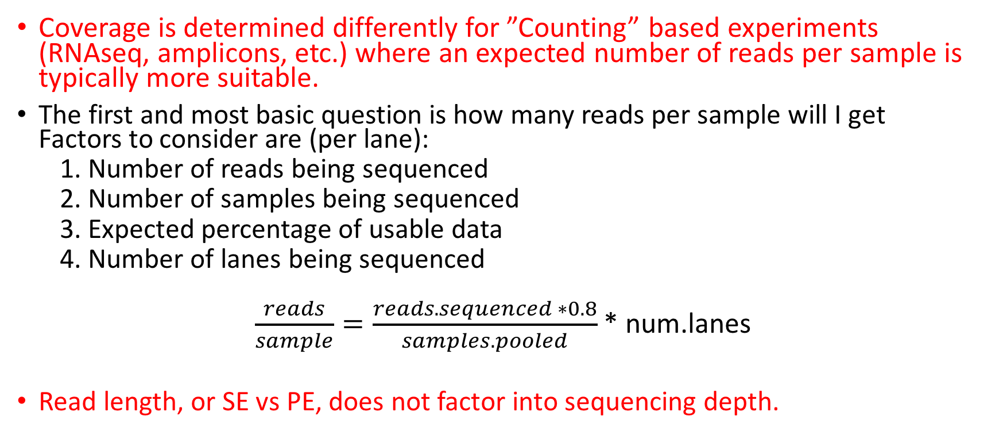 • Coverage is determined differently for ”Counting” based experiments
(RNAseq, amplicons, etc.) where an expected number of reads per sample is
typically more suitable.
• The first and most basic question is how many reads per sample will I get
Factors to consider are (per lane):
1. Number of reads being sequenced
2. Number of samples being sequenced
3. Expected percentage of usable data
4. Number of lanes being sequenced
reads/sample = reads.sequenced *0.8/samples.pooled * num.lanes
• Read length, or SE vs PE, does not factor into sequencing depth.